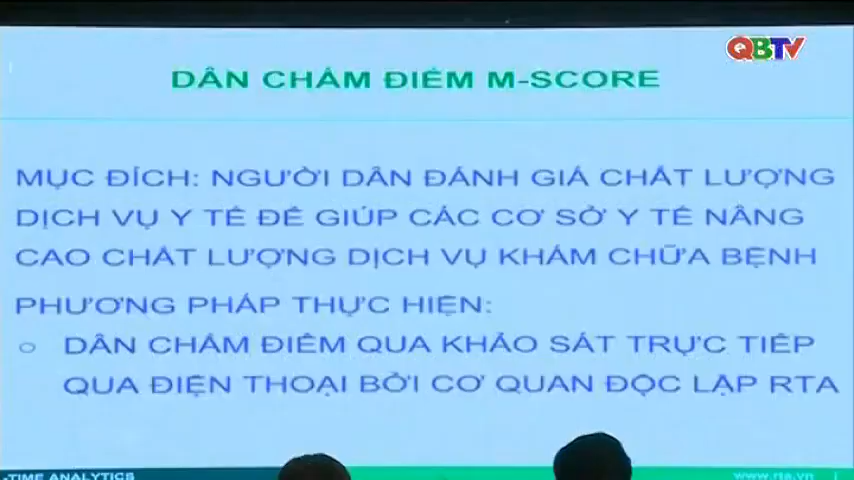 QBTV
DÂN CHẤM ĐIỂM M-SCORE
MỤC ĐÍCH: NGƯỜI DÂN ĐÁNH GIÁ CHẤT LƯỢNG
DỊCH VỤ Y TẾ ĐỂ GIÚP CÁC CƠ SỞ Y TẾ NÂNG
CAO CHẤT LƯỢNG DỊCH VỤ KHÁM CHỮA BỆNH
PHƯƠNG PHÁP THỰC HIỆN:
DÂN CHẤM ĐIỂM QUA KHẢO SÁT TRỰC TIẾP
QUA ĐIỆN THOẠI BỞI CƠ QUAN ĐỘC LẬP RTA
-TIME ANALYTICS www.rta.vn